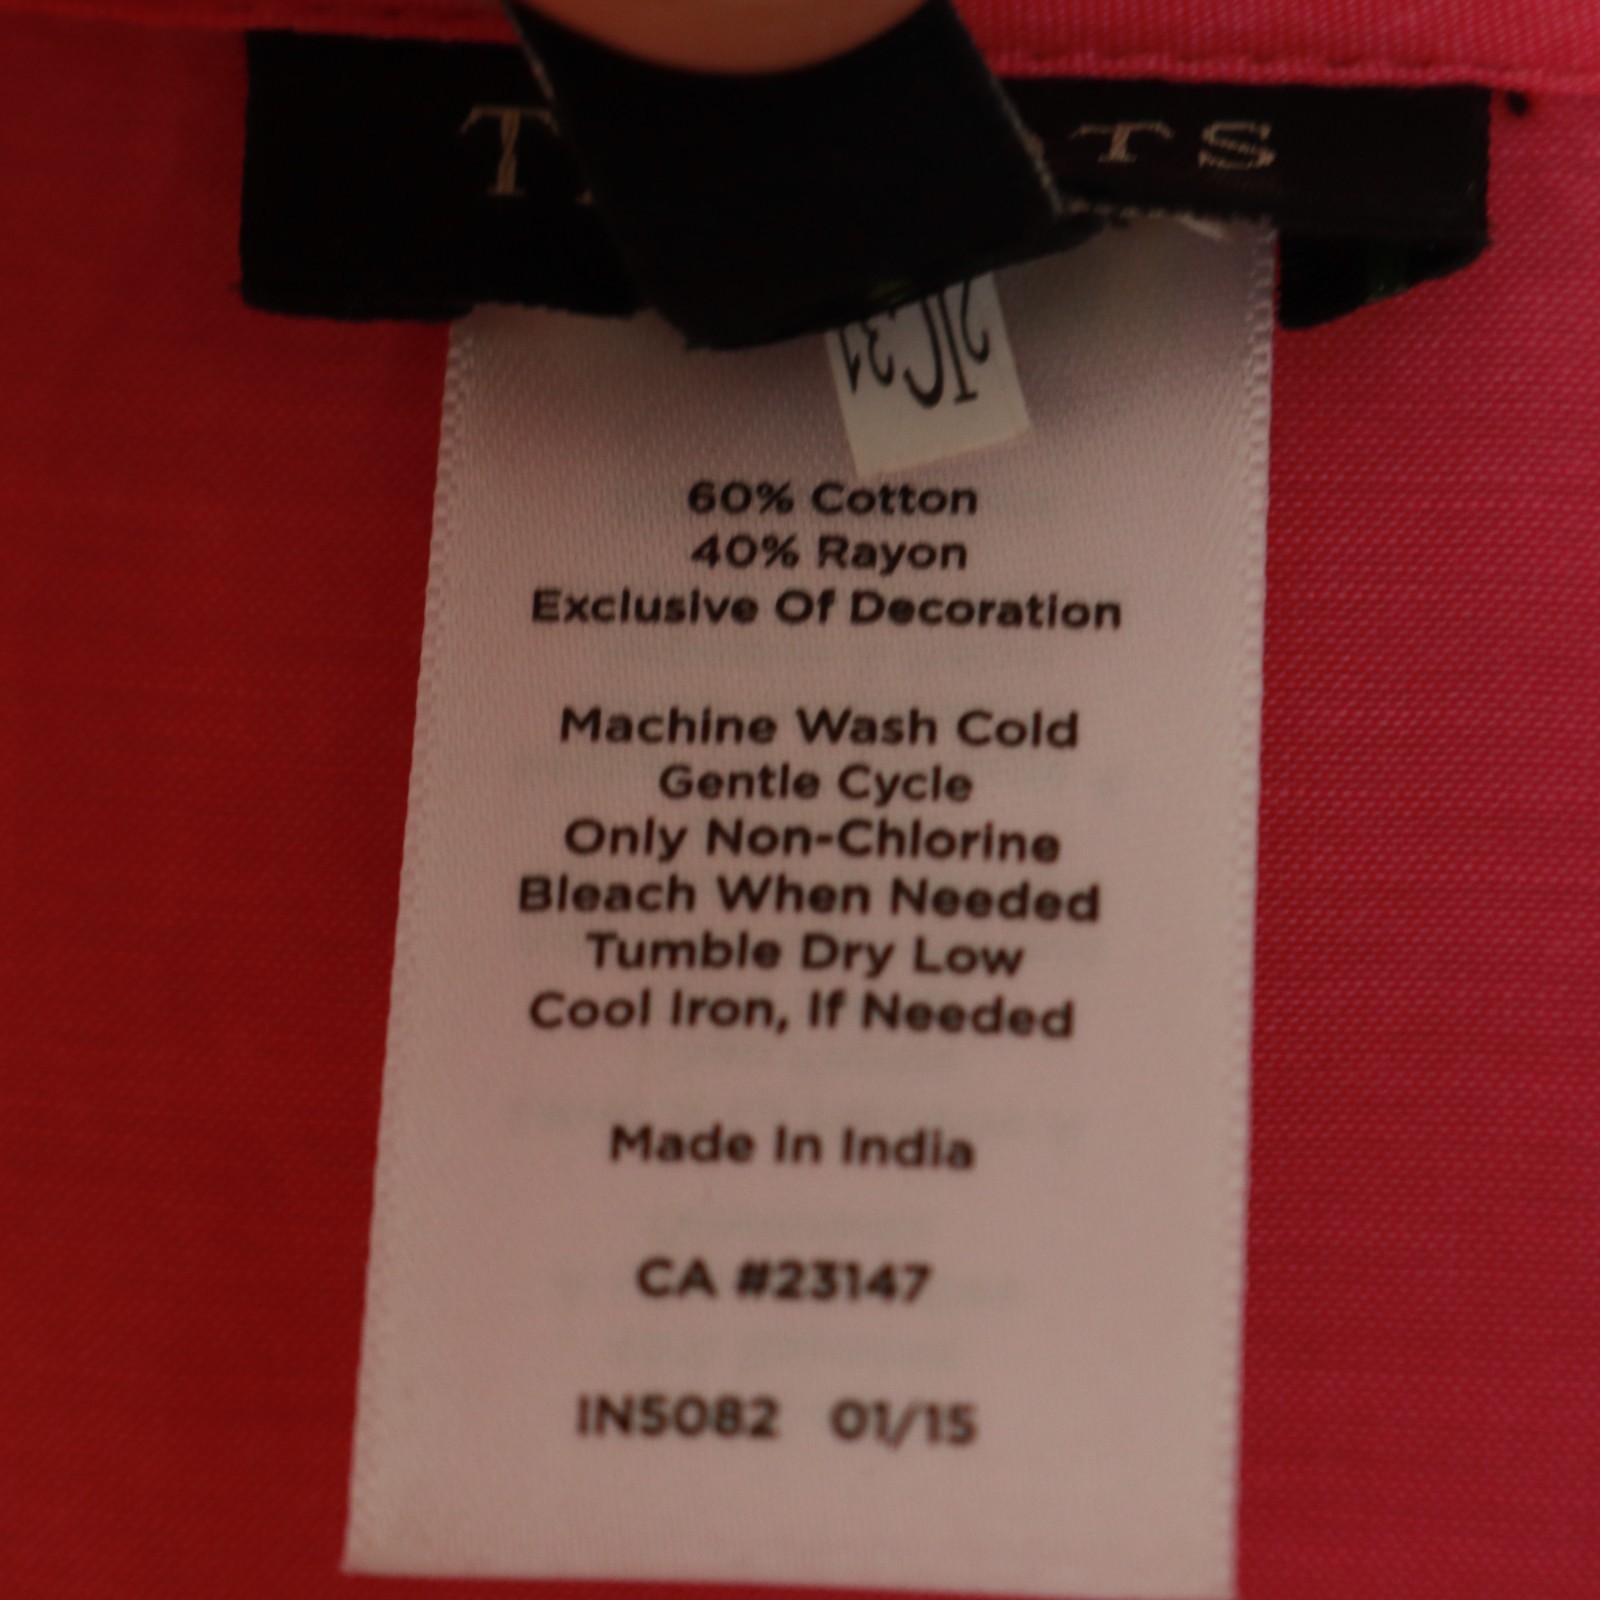 60% Cotton
40% Rayon
Exclusive Of Decoration
Machine Wash Cold
Gentle Cycle
Only Non-Chlorine
Bleach When Needed
Tumble Dry Low
Cool Iron, If Needed
Made In India
CA #23147
IN5082 01/15